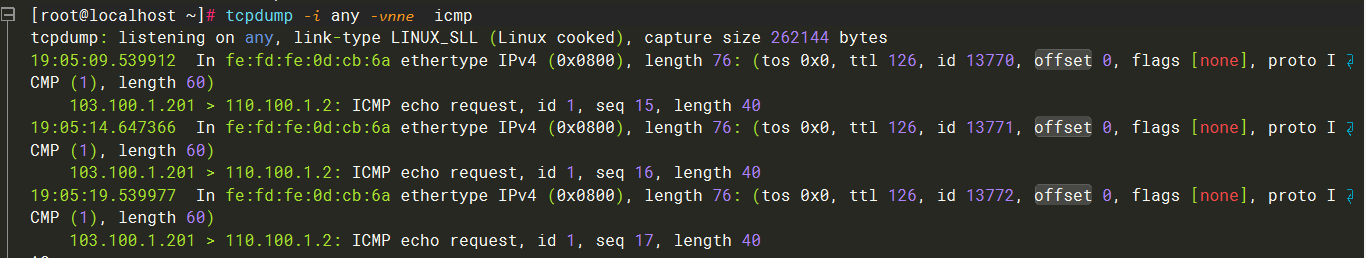 [root@localhost ~]# tcpdump -i any -vnne  icmp
tcpdump: listening on any, link-type LINUX_SLL (Linux cooked), capture size 262144 bytes
19:05:09.539912  In fe:fd:fe:0d:cb:6a ethertype IPv4 (0x0800), length 76: (tos 0x0, ttl 126, id 13770, offset 0, flags [none], proto I
CMP (1), length 60)
    103.100.1.201 > 110.100.1.2: ICMP echo request, id 1, seq 15, length 40
19:05:14.647366  In fe:fd:fe:0d:cb:6a ethertype IPv4 (0x0800), length 76: (tos 0x0, ttl 126, id 13771, offset 0, flags [none], proto I
CMP (1), length 60)
    103.100.1.201 > 110.100.1.2: ICMP echo request, id 1, seq 16, length 40
19:05:19.539977  In fe:fd:fe:0d:cb:6a ethertype IPv4 (0x0800), length 76: (tos 0x0, ttl 126, id 13772, offset 0, flags [none], proto I
CMP (1), length 60)
    103.100.1.201 > 110.100.1.2: ICMP echo request, id 1, seq 17, length 40